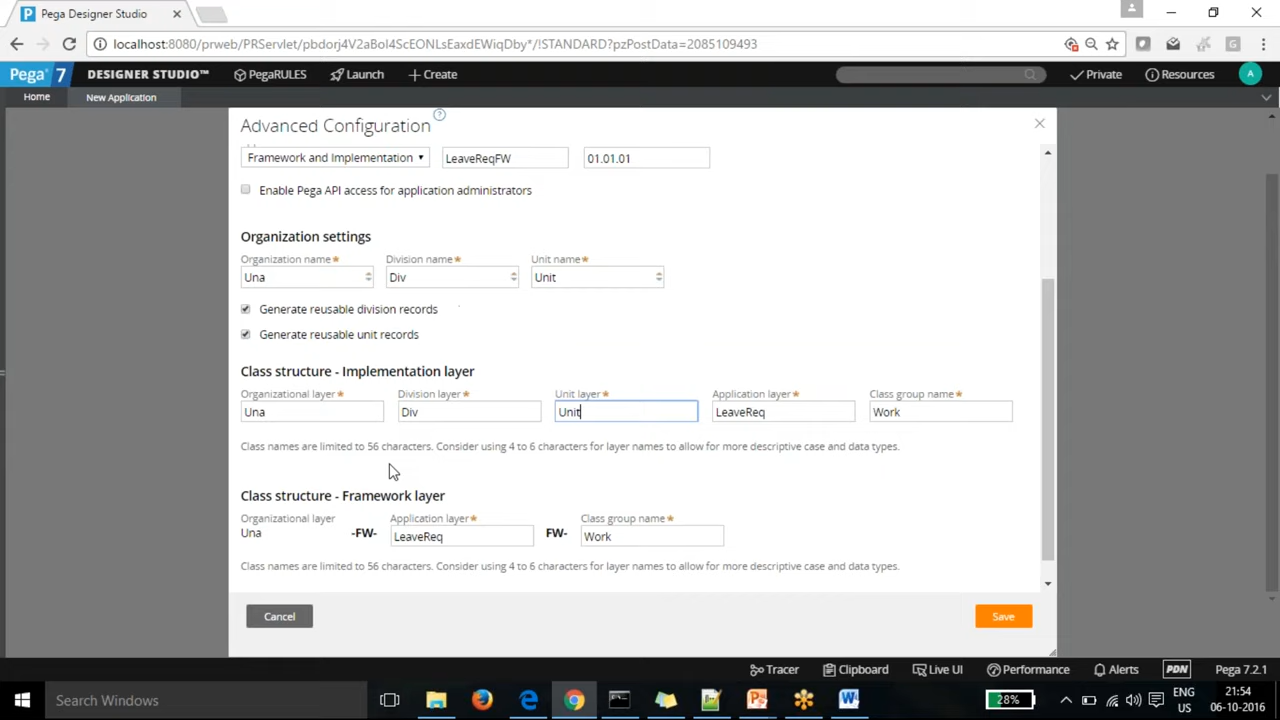 Pega Designer Studio
localhost:8080/prweb/PRServlet/pbdorj4V2aBoI4ScEONLsEaxdEWiqDby*/!STANDARD?pzPostData=2085109493
Pega 7 DESIGNER STUDIO™ PegaRULES Launch Create Private Resources A
Home New Application
Advanced Configuration ?
Framework and Implementation LeaveReqFW 01.01.01
Enable Pega API access for application administrators
Organization settings
Organization name* Division name* Unit name*
Una Div Unit
Generate reusable division records
Generate reusable unit records
Class structure - Implementation layer
Organizational layer* Division layer* Unit layer* Application layer* Class group name*
Una Div Unit LeaveReq Work
Class names are limited to 56 characters. Consider using 4 to 6 characters for layer names to allow for more descriptive case and data types.
Class structure - Framework layer
Organizational layer Application layer* Class group name*
Una -FW- LeaveReq FW- Work
Class names are limited to 56 characters. Consider using 4 to 6 characters for layer names to allow for more descriptive case and data types.
Cancel Save
Tracer Clipboard Live UI Performance Alerts PDN Pega 7.2.1
Search Windows 28% ENG 21:54
US 06-10-2016